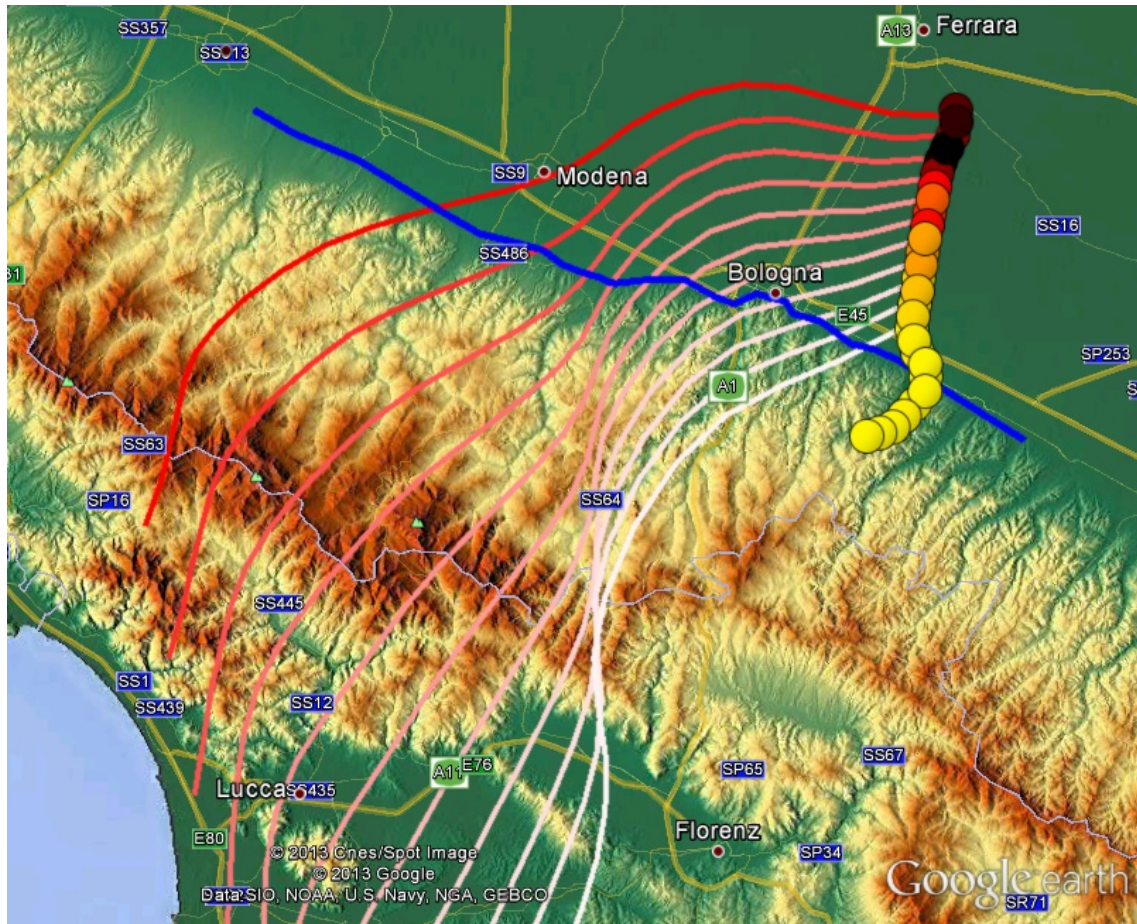 SS357
A13
Ferrara
SS9
Modena
SS16
SS486
Bologna
E45
SP253
A1
SS63
SP16
SS64
SS445
SS1
SS439
SS12
SS67
SP65
A11
E76
Lucca
E80
Florenz
SP34
© 2013 Cnes/Spot Image
© 2013 Google
Data SIO, NOAA, U.S. Navy, NGA, GEBCO
Google earth
SR71